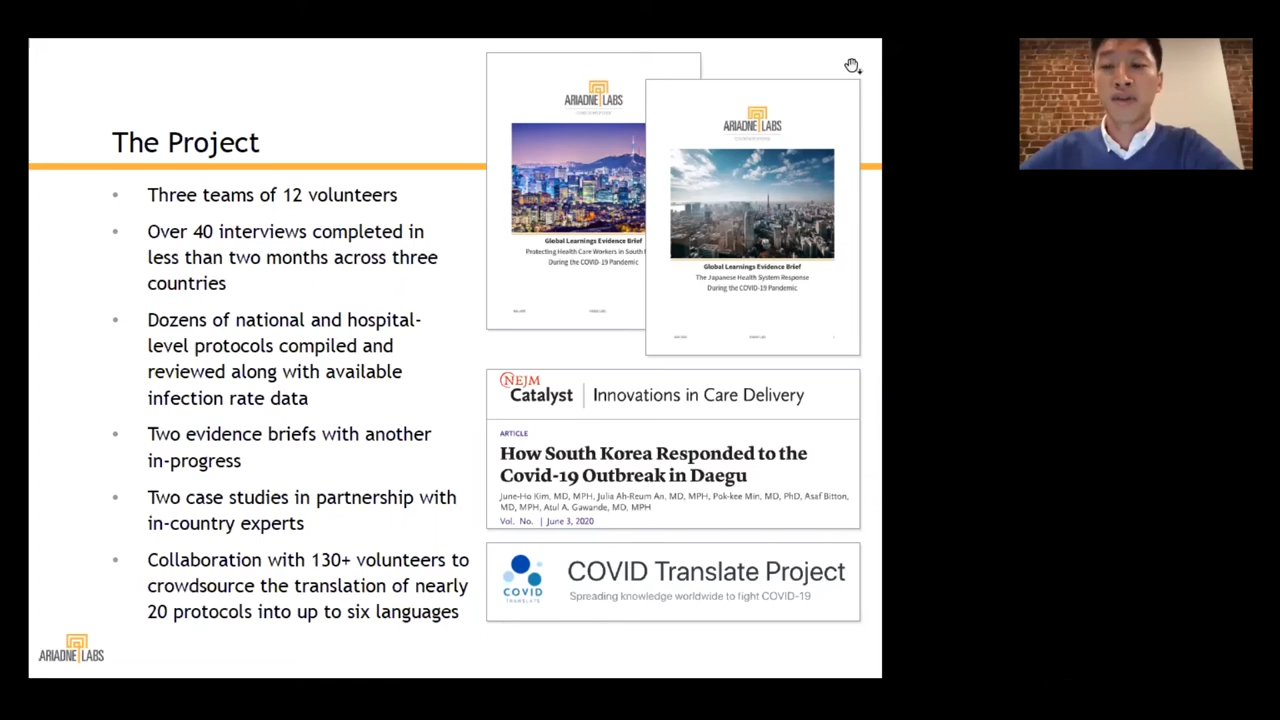 The Project
• Three teams of 12 volunteers
• Over 40 interviews completed in
less than two months across three
countries
• Dozens of national and hospital-
level protocols compiled and
reviewed along with available
infection rate data
• Two evidence briefs with another
in-progress
• Two case studies in partnership with
in-country experts
• Collaboration with 130+ volunteers to
crowdsource the translation of nearly
20 protocols into up to six languages
ARIADNE LABS
ARIADNE LABS
Global Learnings Evidence Brief
Protecting Health Care Workers in South
During the COVID-19 Pandemic
ARIADNE LABS
Global Learnings Evidence Brief
The Japanese Health System Response
During the COVID-19 Pandemic
NEJM
Catalyst | Innovations in Care Delivery
ARTICLE
How South Korea Responded to the
Covid-19 Outbreak in Daegu
June-Ho Kim, MD, MPH, Julia Ah-Reum An, MD, MPH, Pok-kee Min, MD, PhD, Asaf Bitton,
MD, MPH, Atul A. Gawande, MD, MPH
Vol. No. | June 3, 2020
COVID
TRANSLATE
COVID Translate Project
Spreading knowledge worldwide to fight COVID-19